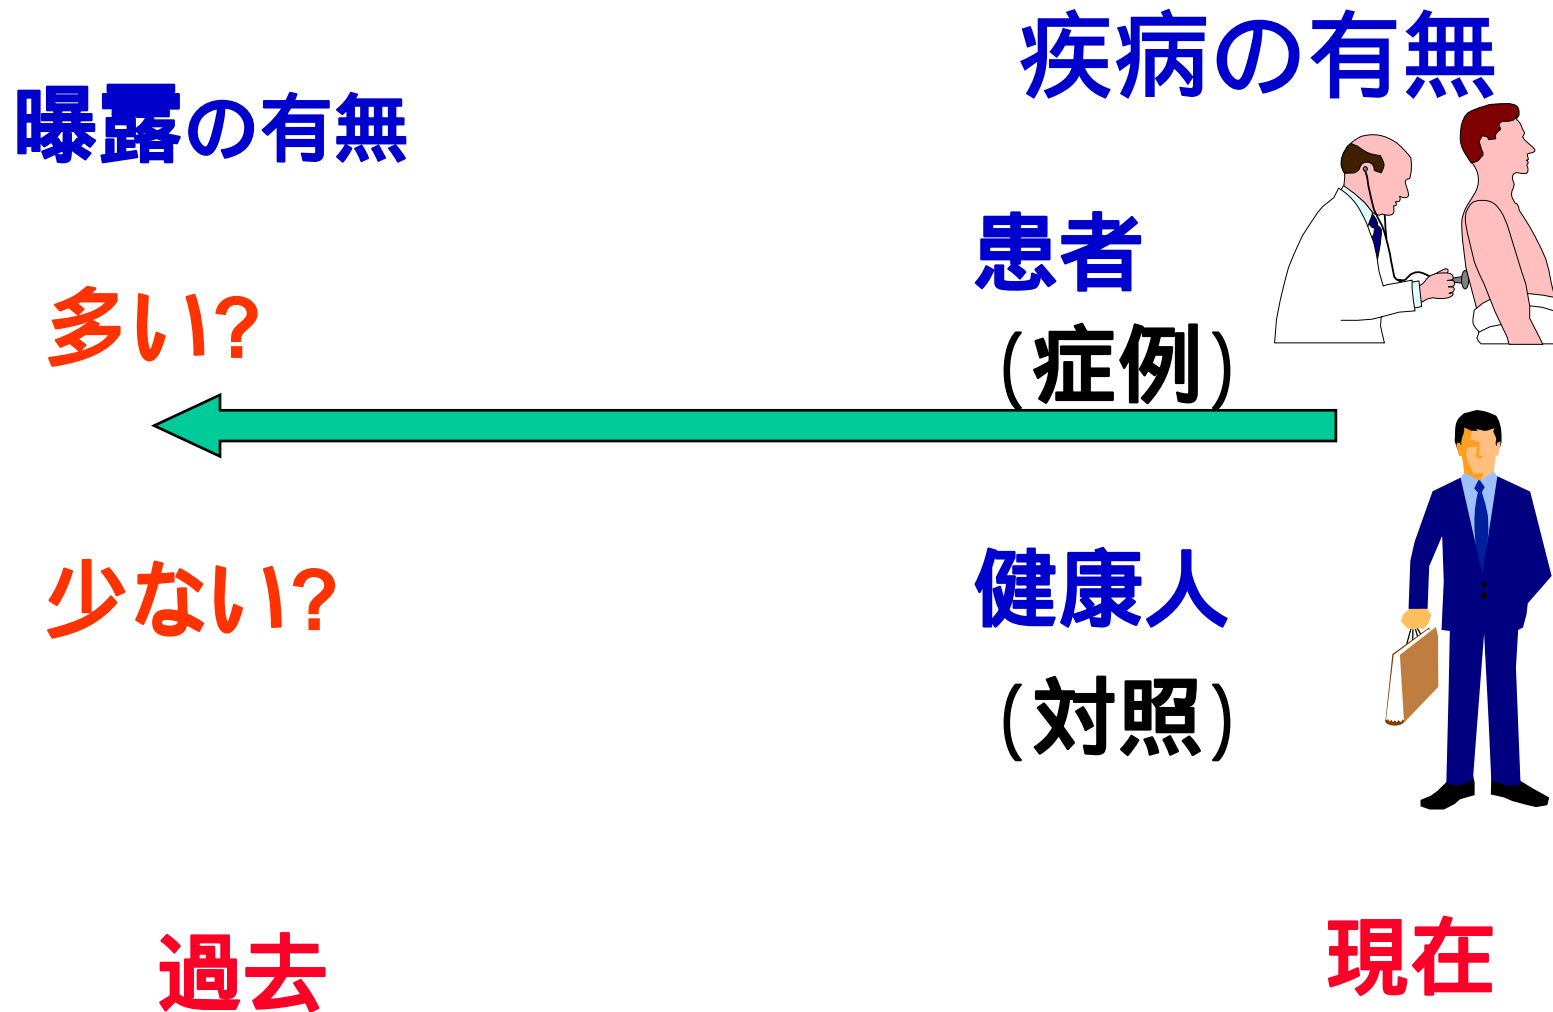 疾病の有無
曝露の有無
患者
(症例)
多い?
少ない?
健康人
(対照)
過去
現在